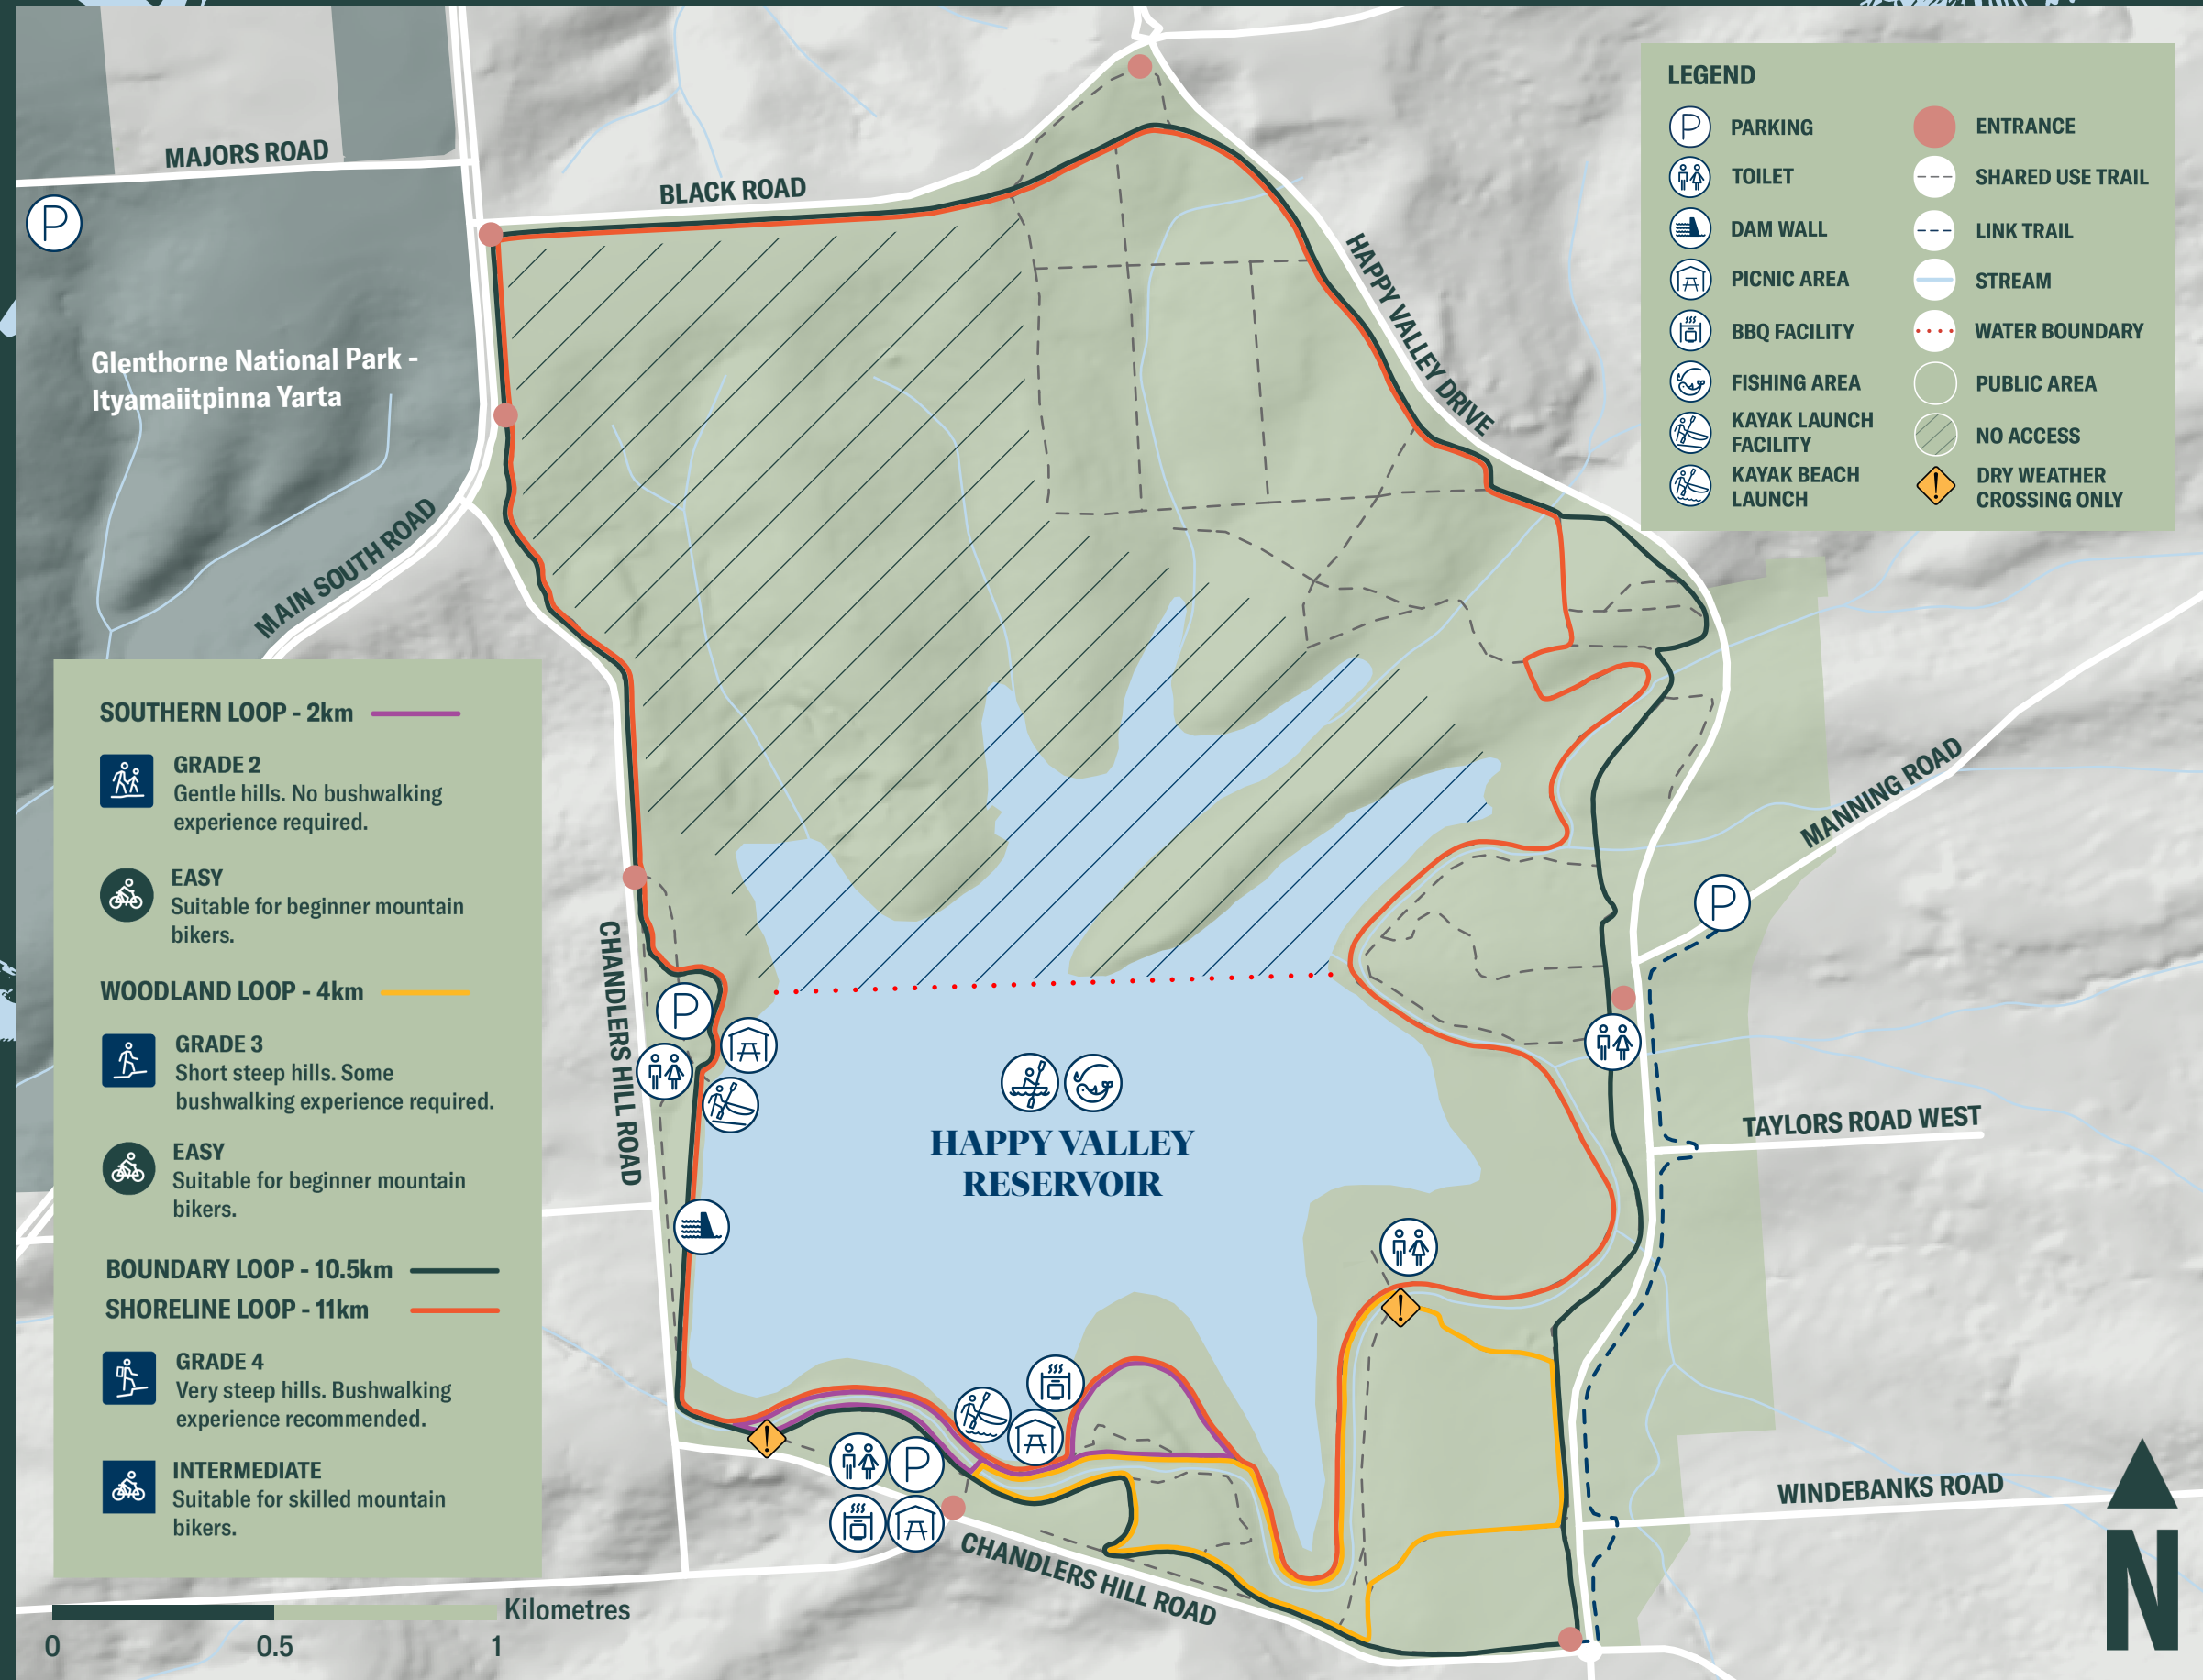 MAJORS ROAD
BLACK ROAD
P
Glenthorne National Park -
Ityamaiitpinna Yarta
MAIN SOUTH ROAD
HAPPY VALLEY DRIVE
LEGEND
P PARKING
TOILET
DAM WALL
PICNIC AREA
BBQ FACILITY
FISHING AREA
KAYAK LAUNCH
FACILITY
KAYAK BEACH
LAUNCH
ENTRANCE
SHARED USE TRAIL
LINK TRAIL
STREAM
WATER BOUNDARY
PUBLIC AREA
NO ACCESS
! DRY WEATHER
CROSSING ONLY
SOUTHERN LOOP - 2km
GRADE 2
Gentle hills. No bushwalking
experience required.
EASY
Suitable for beginner mountain
bikers.
WOODLAND LOOP - 4km
GRADE 3
Short steep hills. Some
bushwalking experience required.
EASY
Suitable for beginner mountain
bikers.
BOUNDARY LOOP - 10.5km
SHORELINE LOOP - 11km
GRADE 4
Very steep hills. Bushwalking
experience recommended.
INTERMEDIATE
Suitable for skilled mountain
bikers.
MANNING ROAD
P
CHANDLERS HILL ROAD
P
HAPPY VALLEY
RESERVOIR
TAYLORS ROAD WEST
!
!
P
WINDEBANKS ROAD
CHANDLERS HILL ROAD
N
Kilometres
0 0.5 1